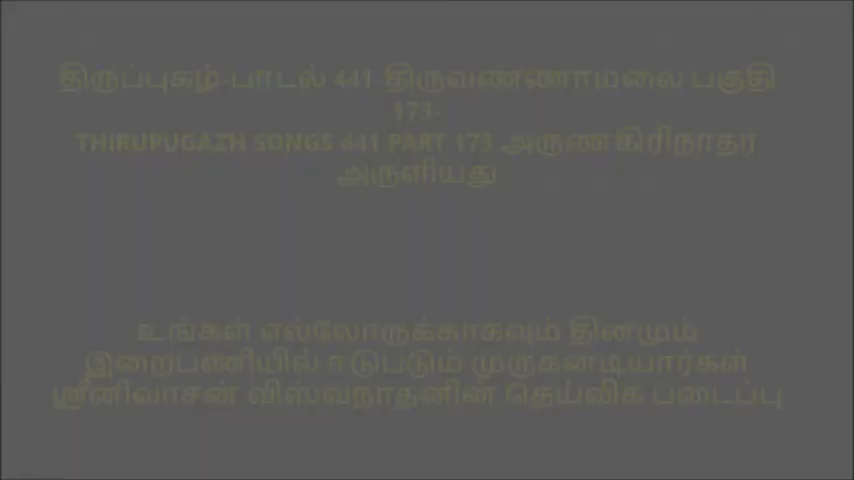 திருப்புகழ்-பாடல் 441 திருவண்ணாமலை பகுதி
173-
THIRUPUGAZH SONGS 441 PART 173 அருணகிரிநாதர்
அருளியது
உங்கள் எல்லோருக்காகவும் தினமும்
இறைபணியில் ஈடுபடும் முருகனடியார்கள்
ஸ்ரீனிவாசன் விஸ்வநாதனின் தெய்விக படைப்பு